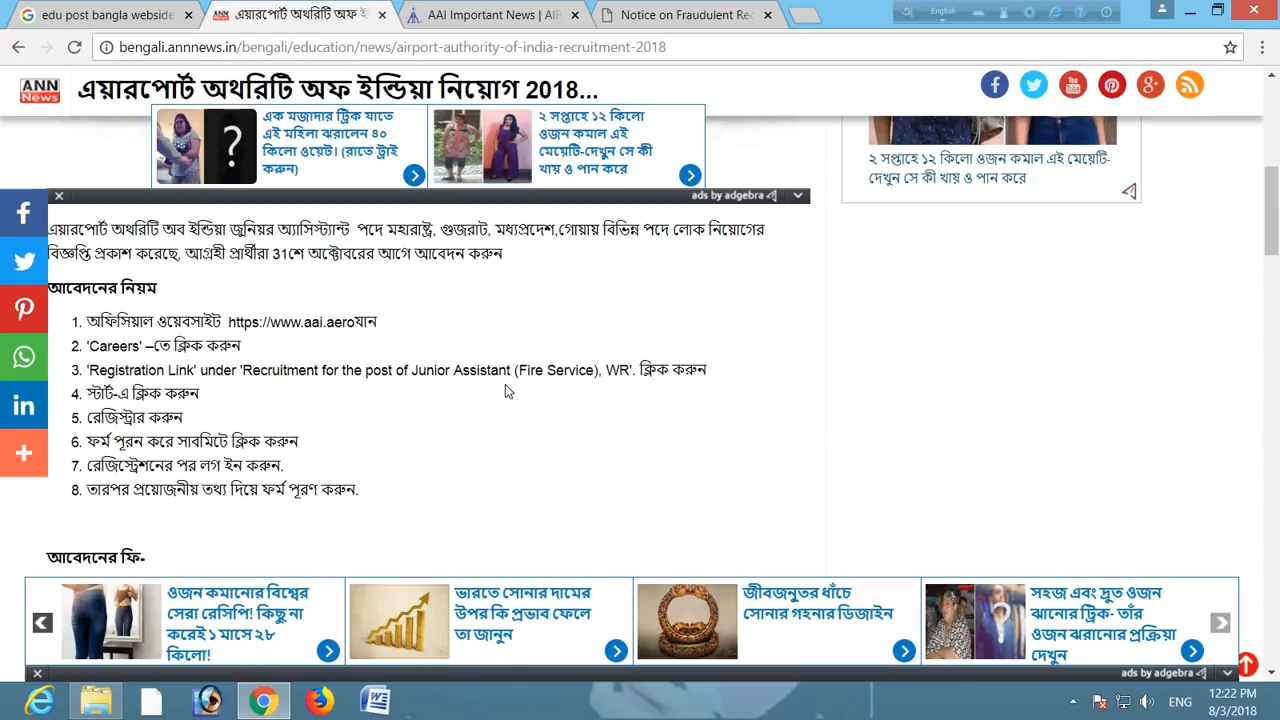 edu post bangla webside
এয়ারপোর্ট অথরিটি অফ ই
AAI Important News | AIR
Notice on Fraudulent Rec
English
bengali.annnews.in/bengali/education/news/airport-authority-of-india-recruitment-2018
ANN News
এয়ারপোর্ট অথরিটি অফ ইন্ডিয়া নিয়োগ 2018...
এক মজাদার ট্রিক যাতে
এই মহিলা ঝরালেন ৪০
কিলো ওয়েট। (রাতে ট্রাই
করুন)
২ সপ্তাহে ১২ কিলো
ওজন কমাল এই
মেয়েটি-দেখুন সে কী
খায় ও পান করে
২ সপ্তাহে ১২ কিলো ওজন কমাল এই মেয়েটি-
দেখুন সে কী খায় ও পান করে
ads by adgebra
এয়ারপোর্ট অথরিটি অব ইন্ডিয়া জুনিয়র অ্যাসিস্ট্যান্ট পদে মহারাষ্ট্র, গুজরাট, মধ্যপ্রদেশ,গোয়ায় বিভিন্ন পদে লোক নিয়োগের
বিজ্ঞপ্তি প্রকাশ করেছে, আগ্রহী প্রার্থীরা 31শে অক্টোবরের আগে আবেদন করুন
আবেদনের নিয়ম
1. অফিসিয়াল ওয়েবসাইট https://www.aai.aeroযান
2. 'Careers' –তে ক্লিক করুন
3. 'Registration Link' under 'Recruitment for the post of Junior Assistant (Fire Service), WR'. ক্লিক করুন
4. স্টার্ট-এ ক্লিক করুন
5. রেজিস্ট্রার করুন
6. ফর্ম পূরন করে সাবমিটে ক্লিক করুন
7. রেজিস্ট্রেশনের পর লগ ইন করুন.
8. তারপর প্রয়োজনীয় তথ্য দিয়ে ফর্ম পূরণ করুন.
আবেদনের ফি-
ওজন কমানোর বিশ্বের
সেরা রেসিপি! কিছু না
করেই ১ মাসে ২৮
কিলো!
ভারতে সোনার দামের
উপর কি প্রভাব ফেলে
তা জানুন
জীবজন্তুর ধাঁচে
সোনার গহনার ডিজাইন
সহজ এবং দ্রুত ওজন
ঝানোর ট্রিক- তাঁর
ওজন ঝরানোর প্রক্রিয়া
দেখুন
ads by adgebra
ENG
12:22 PM
8/3/2018